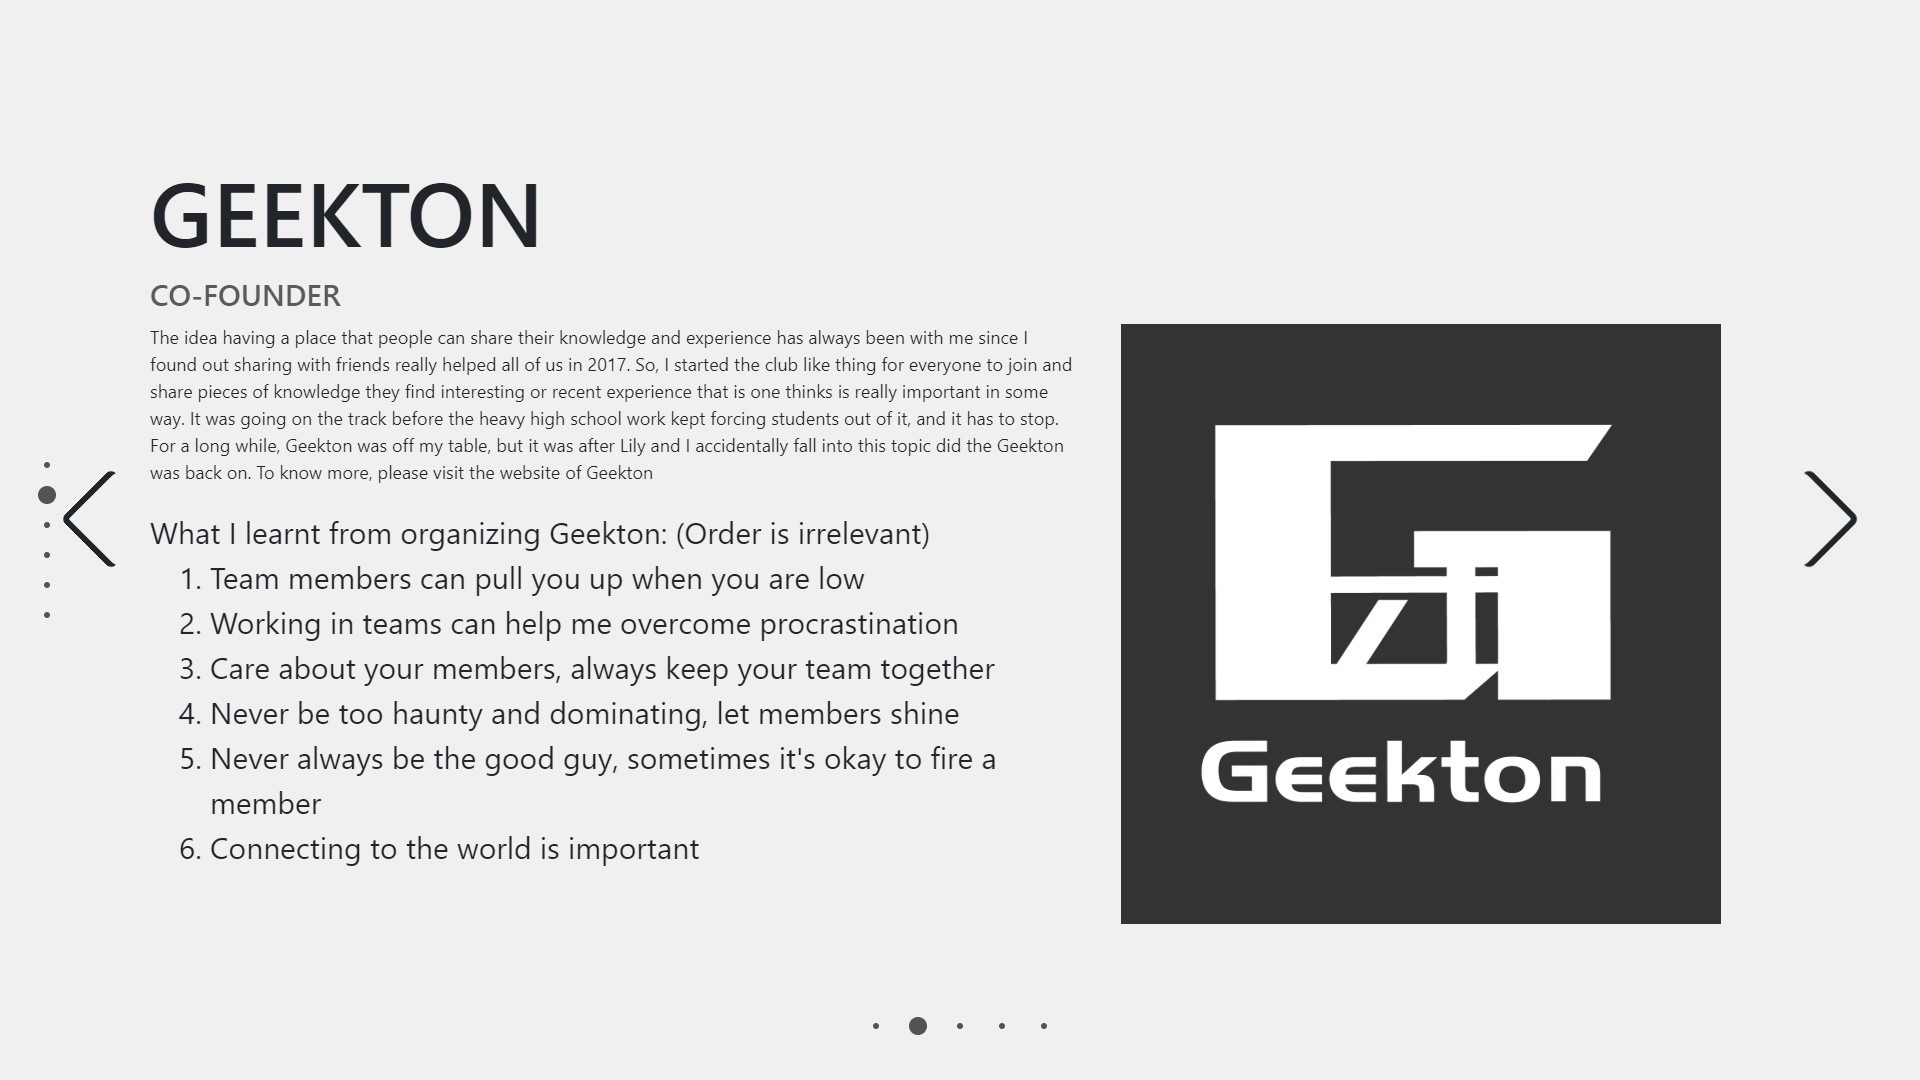 GEEKTON
CO-FOUNDER
The idea having a place that people can share their knowledge and experience has always been with me since I
found out sharing with friends really helped all of us in 2017. So, I started the club like thing for everyone to join and
share pieces of knowledge they find interesting or recent experience that is one thinks is really important in some
way. It was going on the track before the heavy high school work kept forcing students out of it, and it has to stop.
For a long while, Geekton was off my table, but it was after Lily and I accidentally fall into this topic did the Geekton
was back on. To know more, please visit the website of Geekton
What I learnt from organizing Geekton: (Order is irrelevant)
1. Team members can pull you up when you are low
2. Working in teams can help me overcome procrastination
3. Care about your members, always keep your team together
4. Never be too haunty and dominating, let members shine
5. Never always be the good guy, sometimes it's okay to fire a
member
6. Connecting to the world is important
Geekton